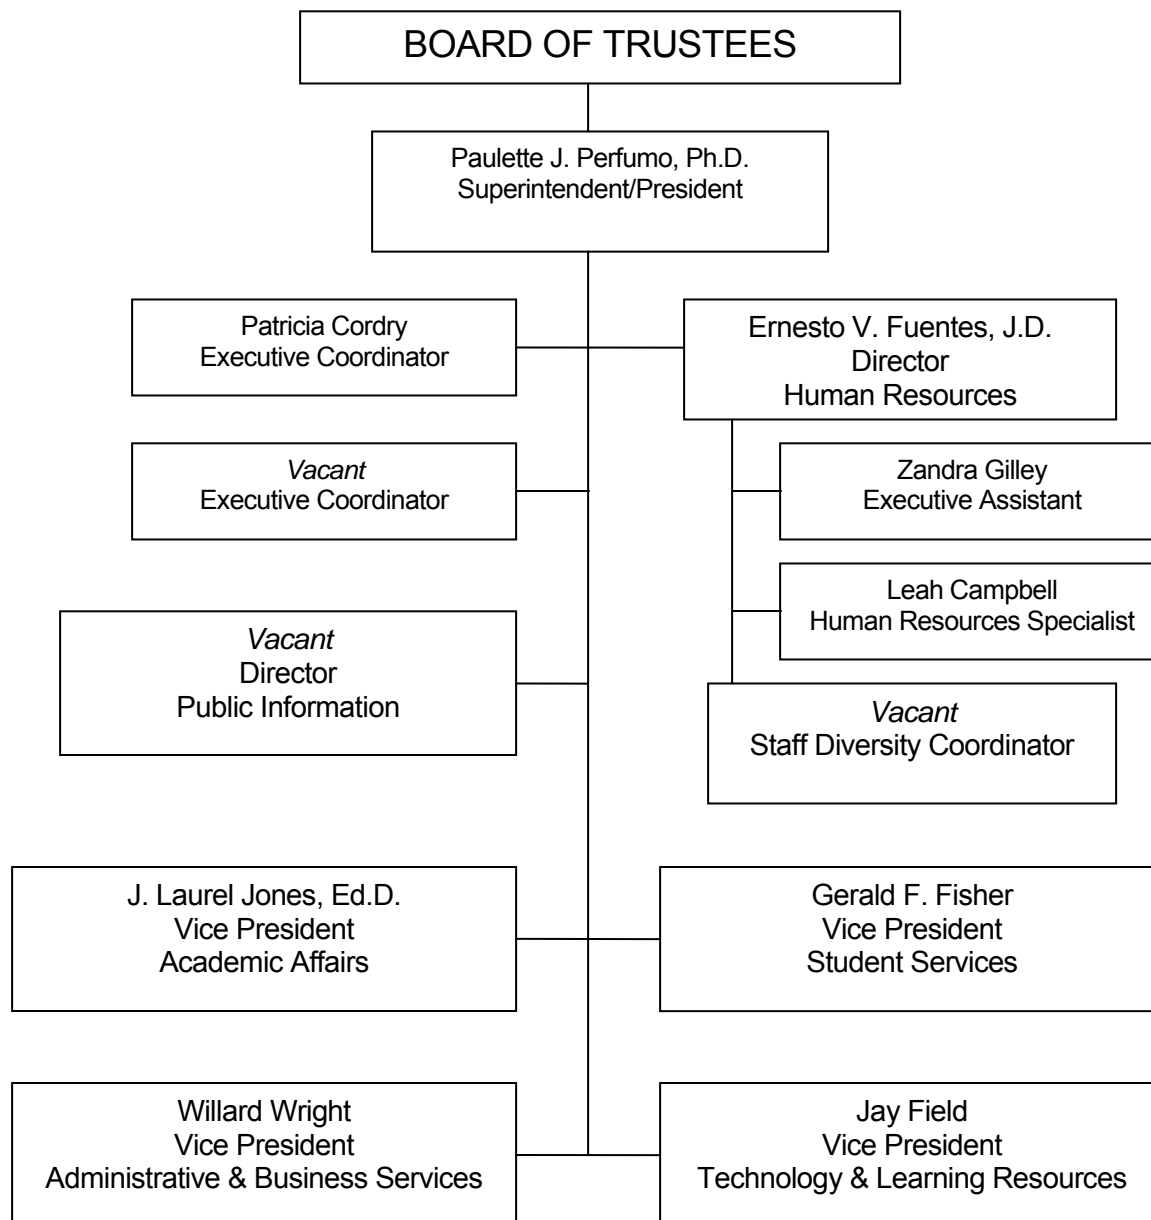 BOARD OF TRUSTEES
Paulette J. Perfumo, Ph.D.
Superintendent/President
Patricia Cordry
Executive Coordinator
Ernesto V. Fuentes, J.D.
Director
Human Resources
Vacant
Executive Coordinator
Zandra Gilley
Executive Assistant
Leah Campbell
Human Resources Specialist
Vacant
Director
Public Information
Vacant
Staff Diversity Coordinator
J. Laurel Jones, Ed.D.
Vice President
Academic Affairs
Gerald F. Fisher
Vice President
Student Services
Willard Wright
Vice President
Administrative & Business Services
Jay Field
Vice President
Technology & Learning Resources